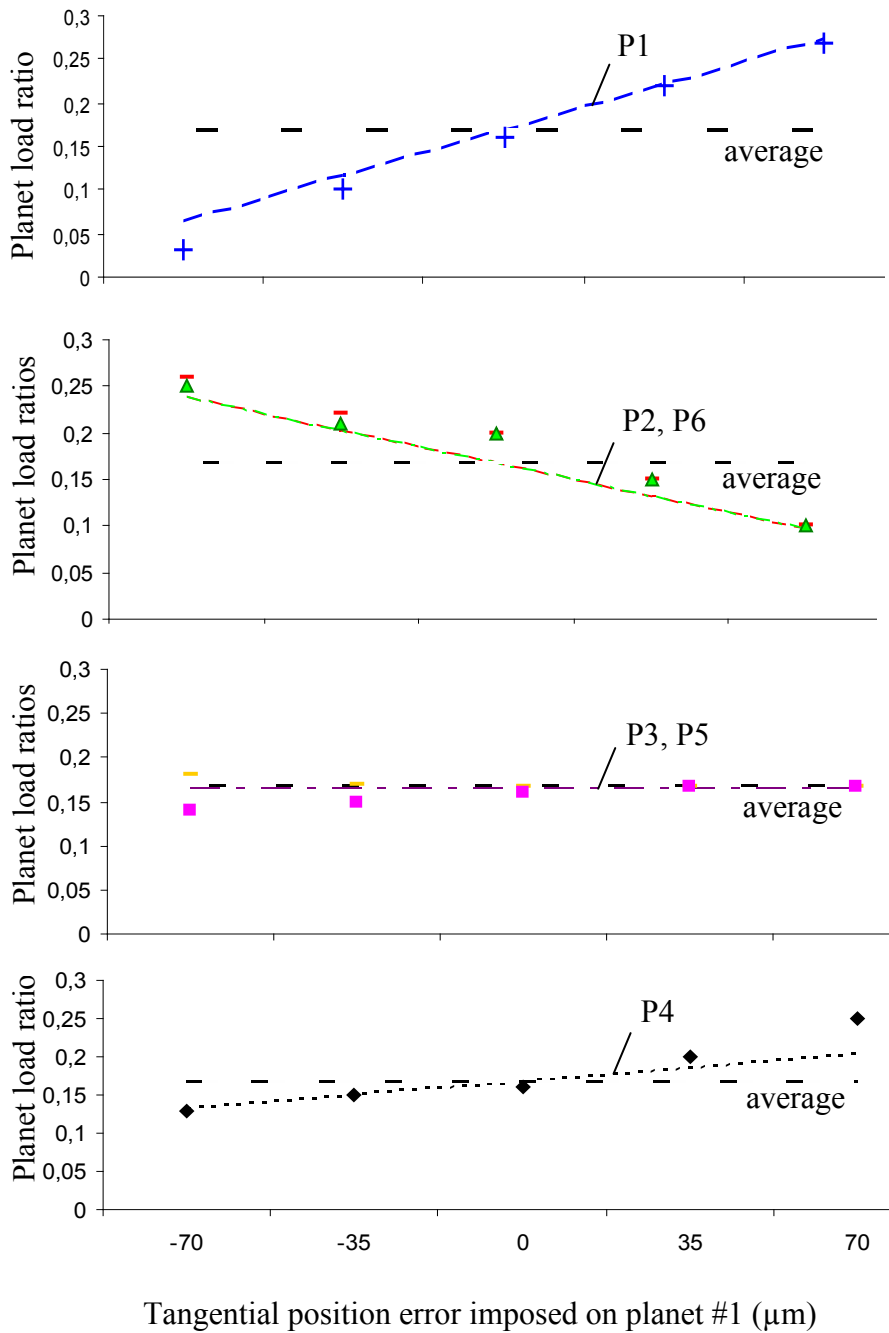 Planet load ratio
0,3
0,25
0,2
0,15
0,1
0,05
0
P1
average
Planet load ratios
0,3
0,25
0,2
0,15
0,1
0,05
0
P2, P6
average
Planet load ratios
0,3
0,25
0,2
0,15
0,1
0,05
0
P3, P5
average
Planet load ratio
0,3
0,25
0,2
0,15
0,1
0,05
0
P4
average
-70 -35 0 35 70
Tangential position error imposed on planet #1 (µm)